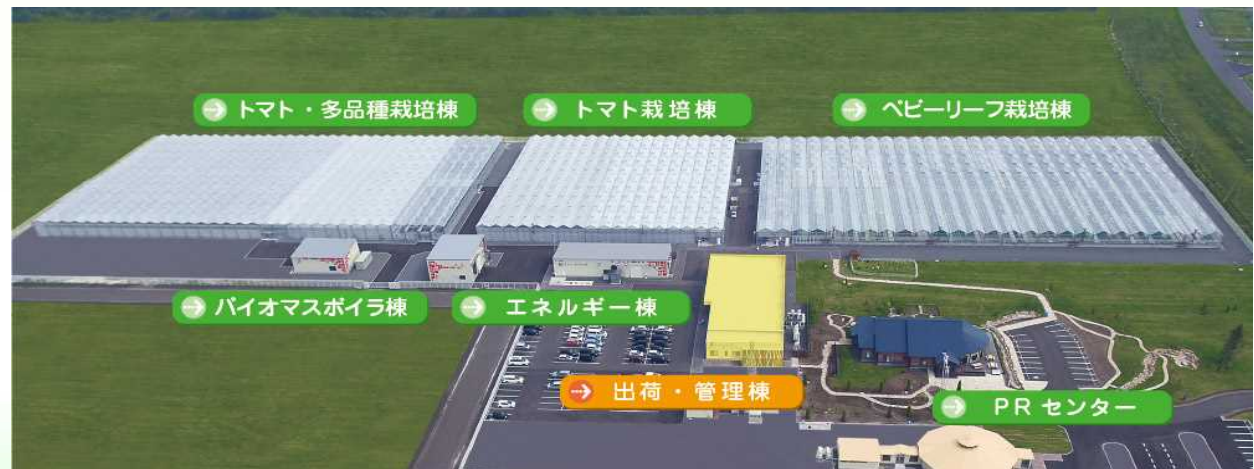 トマト・多品種栽培棟
トマト栽培棟
ベビーリーフ栽培棟
バイオマスボイラ棟
エネルギー棟
出荷・管理棟
PRセンター